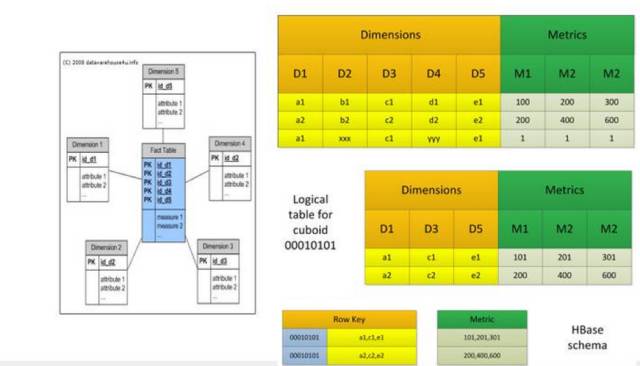 (C) 2008 datawarehouse4u.info
Dimension 5
PK id_d5
attribute 1
attribute 2
...
Dimension 1
PK id_d1
attribute 1
attribute 2
...
Fact Table
PK id_d1
PK id_d2
PK id_d3
PK id_d4
PK id_d5
measure 1
measure 2
...
Dimension 4
PK id_d2
attribute 1
attribute 2
...
Dimension 2
PK id_d2
attribute 1
attribute 2
...
Dimension 3
PK id_d3
attribute 1
attribute 2
...
Dimensions Metrics
D1 D2 D3 D4 D5 M1 M2 M2
a1 b1 c1 d1 e1 100 200 300
a2 b2 c2 d2 e2 200 400 600
a1 xxx c1 yyy e1 1 1 1
Logical
table for
cuboid
00010101
Dimensions Metrics
D1 D3 D5 M1 M2 M2
a1 c1 e1 101 201 301
a2 c2 e2 200 400 600
Row Key Metric
00010101 a1,c1,e1 101,201,301
00010101 a2,c2,e2 200,400,600
HBase
schema